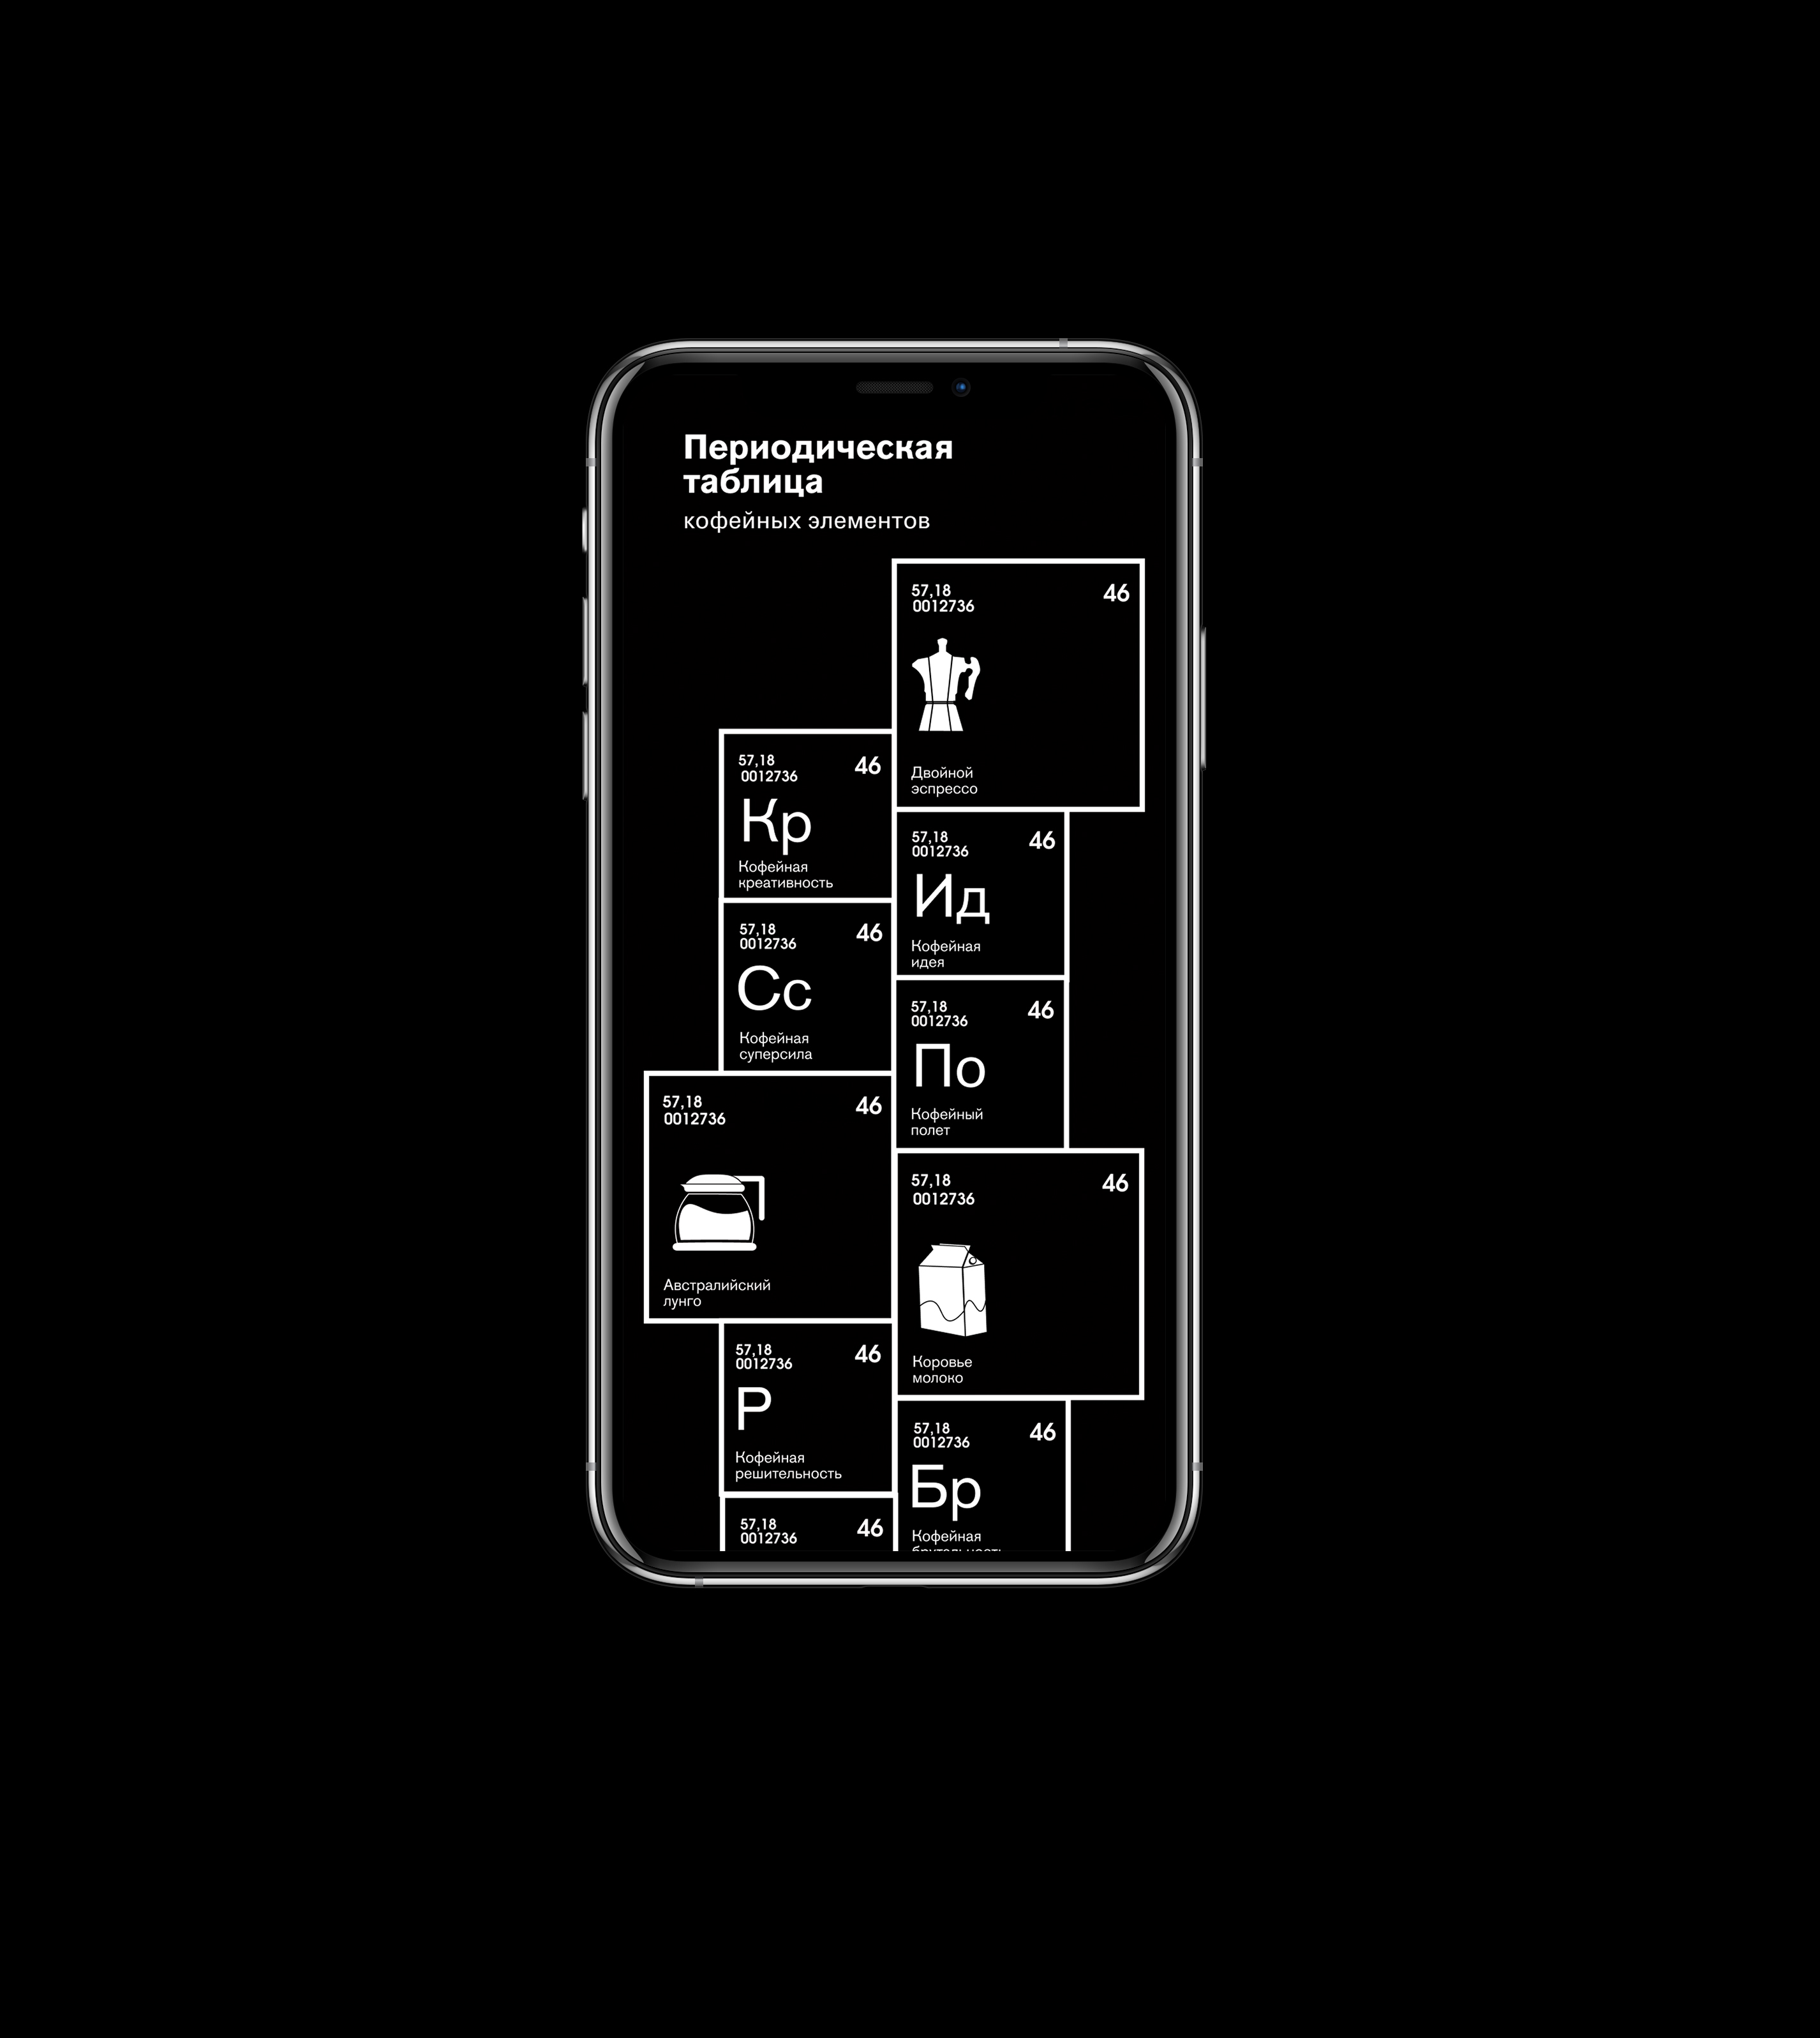 Периодическая
таблица
кофейных элементов
57,18
0012736
46
Двойной
эспрессо
57,18
0012736
46
Кр
Кофейная
креативность
57,18
0012736
46
Ид
Кофейная
идея
57,18
0012736
46
Сс
Кофейная
суперсила
57,18
0012736
46
По
Кофейный
полет
57,18
0012736
46
Австралийский
лунго
57,18
0012736
46
Коровье
молоко
57,18
0012736
46
Р
Кофейная
решительность
57,18
0012736
46
Бр
Кофейная
57,18
0012736
46